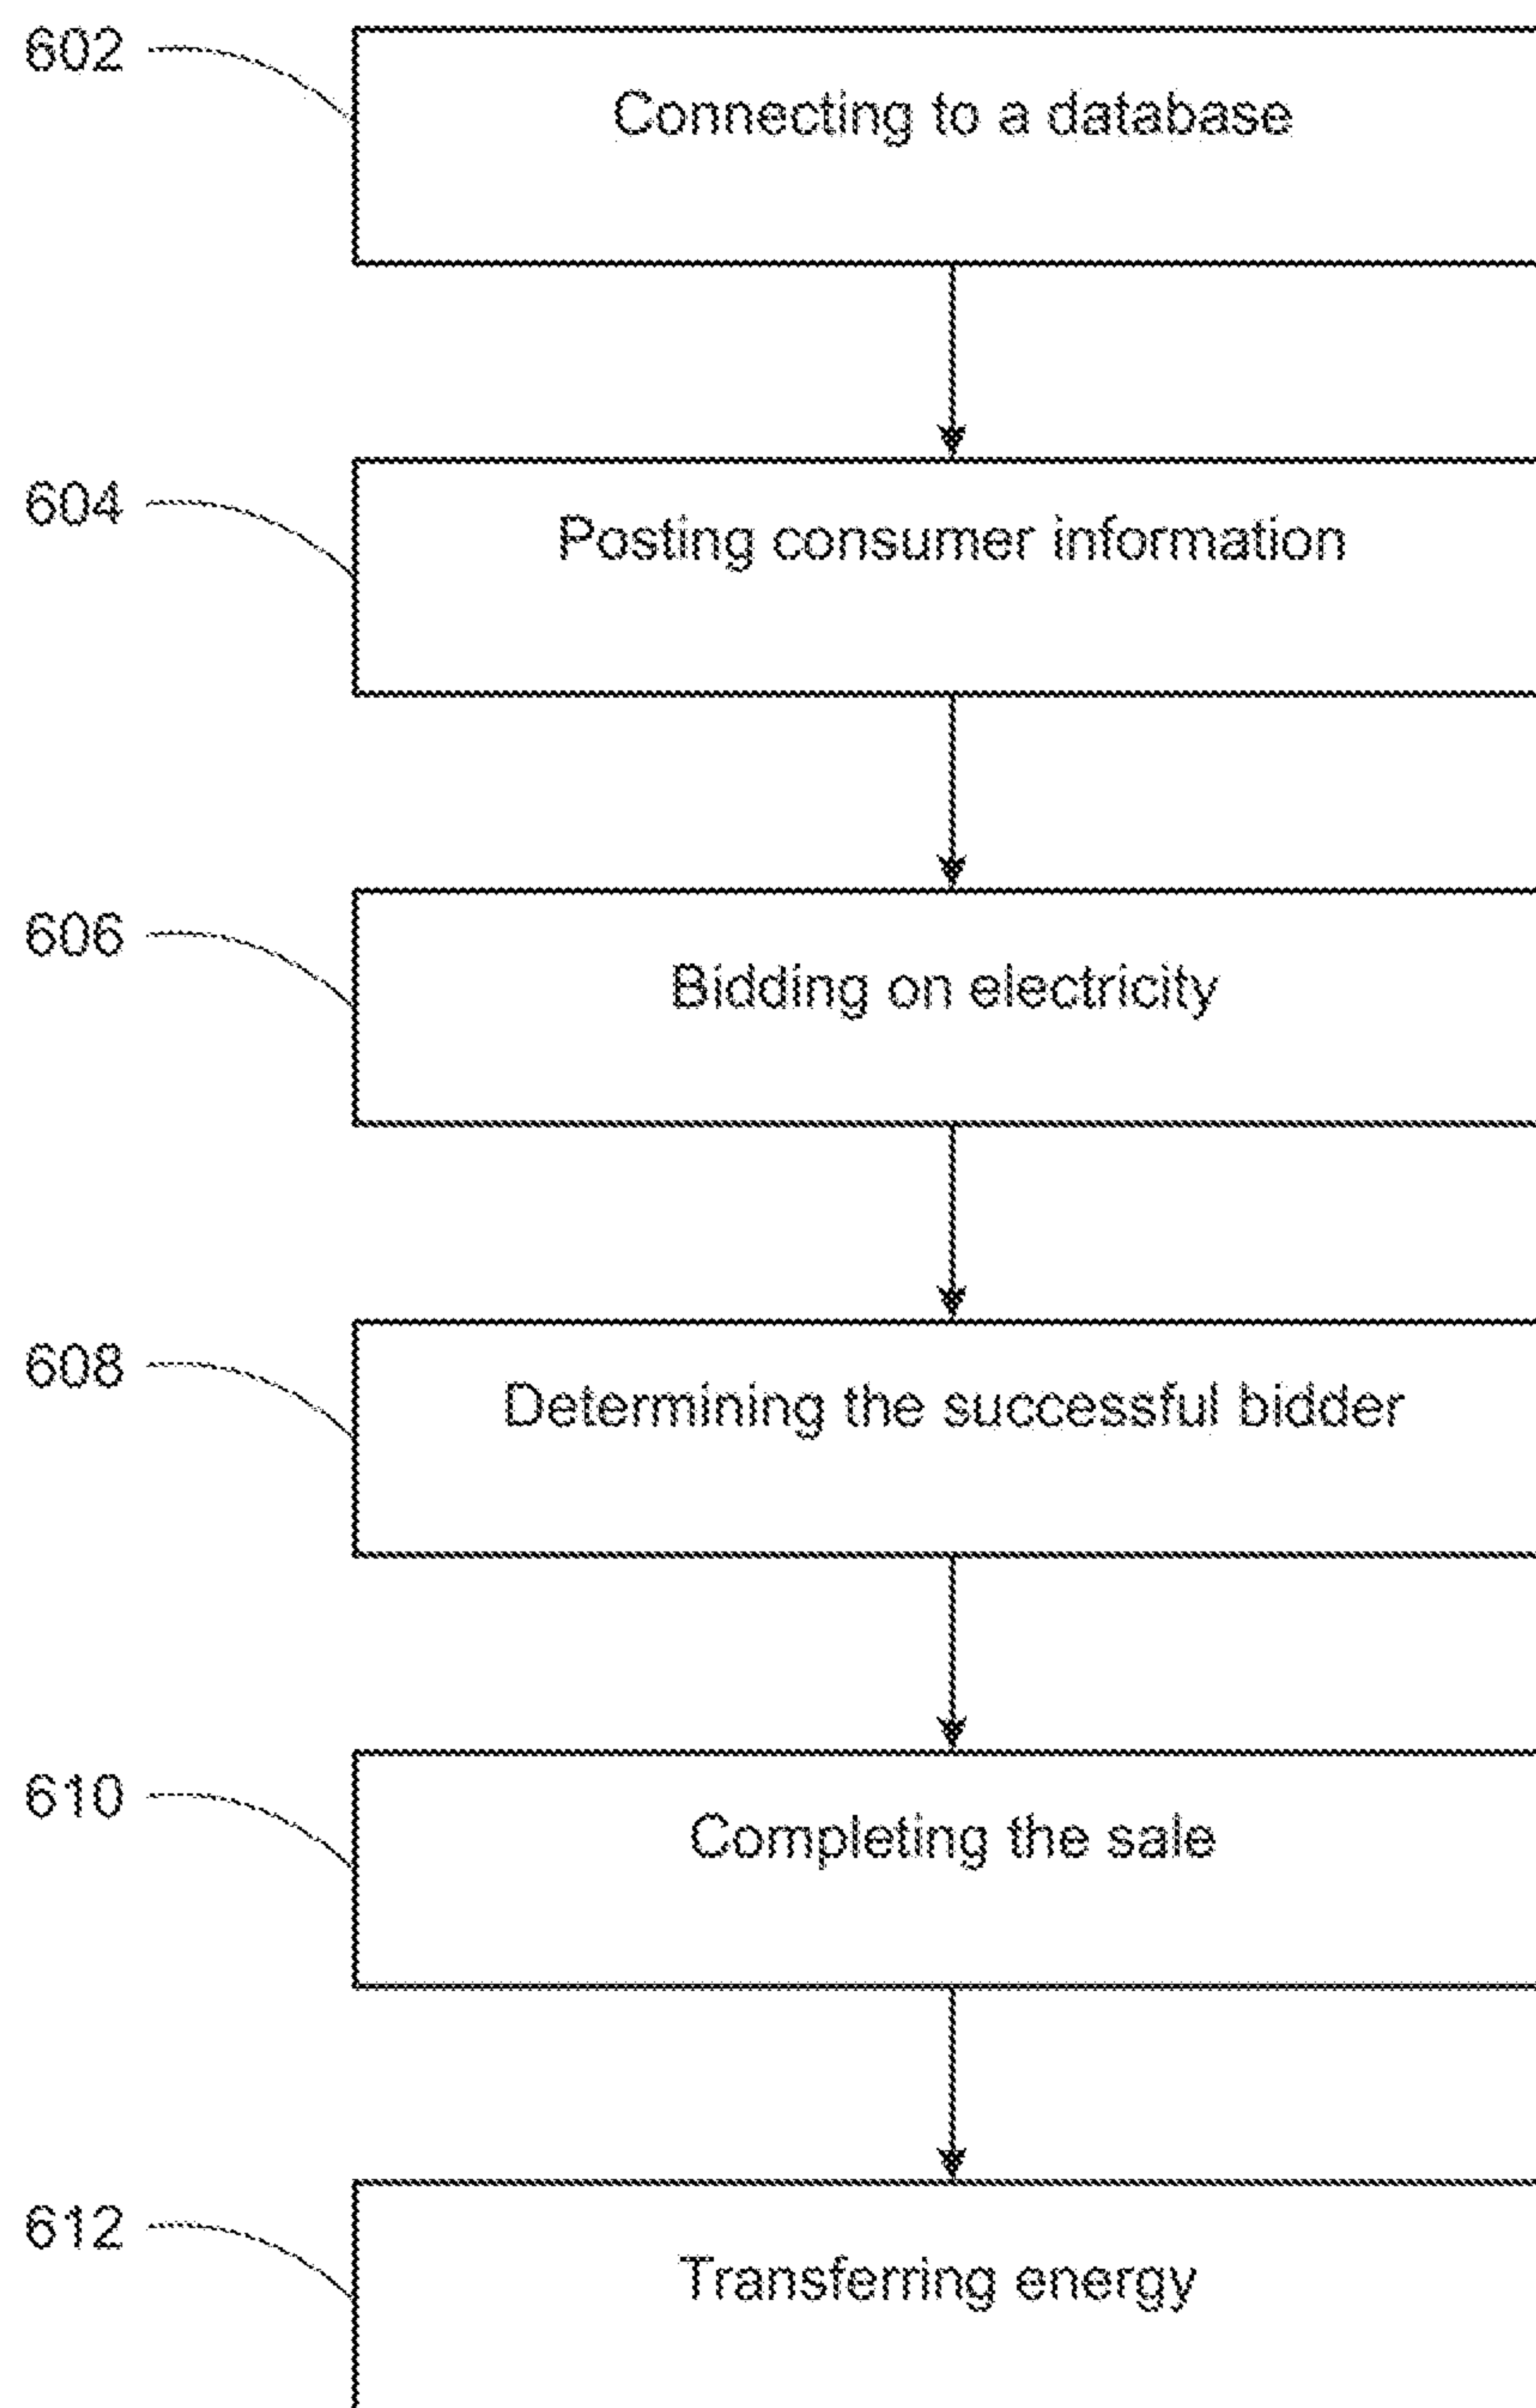 602
Connecting to a database
604
Posting consumer information
606
Bidding on electricity
608
Determining the successful bidder
610
Completing the sale
612
Transferring energy